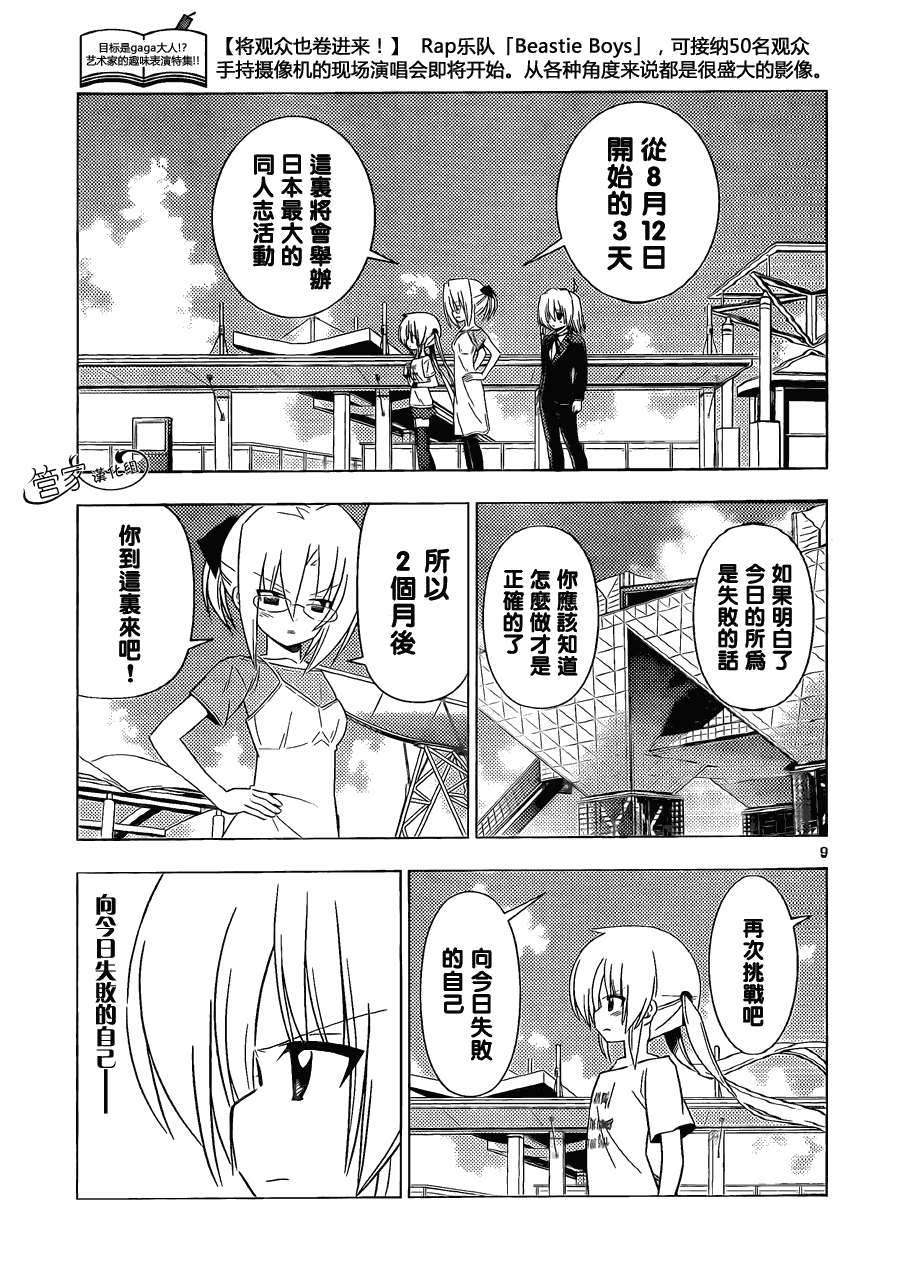 目标是gaga大人!?
艺术家的趣味表演特集!!
【将观众也卷进来！】 Rap乐队「Beastie Boys」，可接纳50名观众
手持摄像机的现场演唱会即将开始。从各种角度来说都是很盛大的影像。
從8月12日
開始的3天
這裏將會舉辦
日本最大的
同人志活動
管家
漢化組
如果明白了
今日的所爲
是失敗的話
你應該知道
怎麼做才是
正確的了
所以
2個月後
你到這裏來吧！
9
再次挑戰吧
向今日失敗
的自己
向今日失敗的自己——